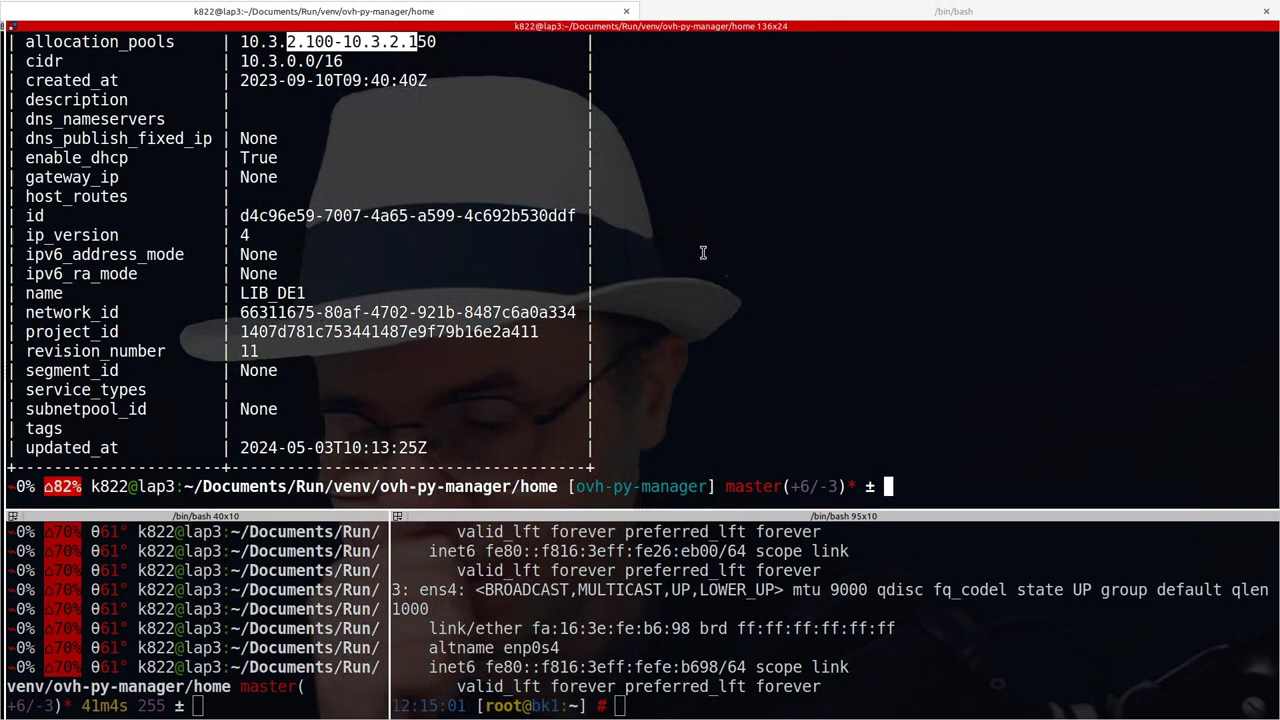 k822@lap3:~/Documents/Run/venv/ovh-py-manager/home ×
/bin/bash ×
k822@lap3:~/Documents/Run/venv/ovh-py-manager/home 136x24
| allocation_pools | 10.3.2.100-10.3.2.150 |
| cidr | 10.3.0.0/16 |
| created_at | 2023-09-10T09:40:40Z |
| description | |
| dns_nameservers | |
| dns_publish_fixed_ip | None |
| enable_dhcp | True |
| gateway_ip | None |
| host_routes | |
| id | d4c96e59-7007-4a65-a599-4c692b530ddf |
| ip_version | 4 |
| ipv6_address_mode | None |
| ipv6_ra_mode | None |
| name | LIB_DE1 |
| network_id | 66311675-80af-4702-921b-8487c6a0a334 |
| project_id | 1407d781c753441487e9f79b16e2a411 |
| revision_number | 11 |
| segment_id | None |
| service_types | |
| subnetpool_id | None |
| tags | |
| updated_at | 2024-05-03T10:13:25Z |
+----------------------+--------------------------------------+
⌁0% ⌂82% k822@lap3:~/Documents/Run/venv/ovh-py-manager/home [ovh-py-manager] master(+6/-3)* ±
/bin/bash 40x10
⌁0% ⌂70% θ61° k822@lap3:~/Documents/Run/
⌁0% ⌂70% θ61° k822@lap3:~/Documents/Run/
⌁0% ⌂70% θ61° k822@lap3:~/Documents/Run/
⌁0% ⌂70% θ61° k822@lap3:~/Documents/Run/
⌁0% ⌂70% θ61° k822@lap3:~/Documents/Run/
⌁0% ⌂70% θ61° k822@lap3:~/Documents/Run/
⌁0% ⌂70% θ61° k822@lap3:~/Documents/Run/
⌁0% ⌂70% θ61° k822@lap3:~/Documents/Run/
venv/ovh-py-manager/home master(
+6/-3)* 41m4s 255 ±
/bin/bash 95x10
valid_lft forever preferred_lft forever
inet6 fe80::f816:3eff:fe26:eb00/64 scope link
valid_lft forever preferred_lft forever
3: ens4: <BROADCAST,MULTICAST,UP,LOWER_UP> mtu 9000 qdisc fq_codel state UP group default qlen
1000
link/ether fa:16:3e:fe:b6:98 brd ff:ff:ff:ff:ff:ff
altname enp0s4
inet6 fe80::f816:3eff:fefe:b698/64 scope link
valid_lft forever preferred_lft forever
12:15:01 [root@bk1:~] #